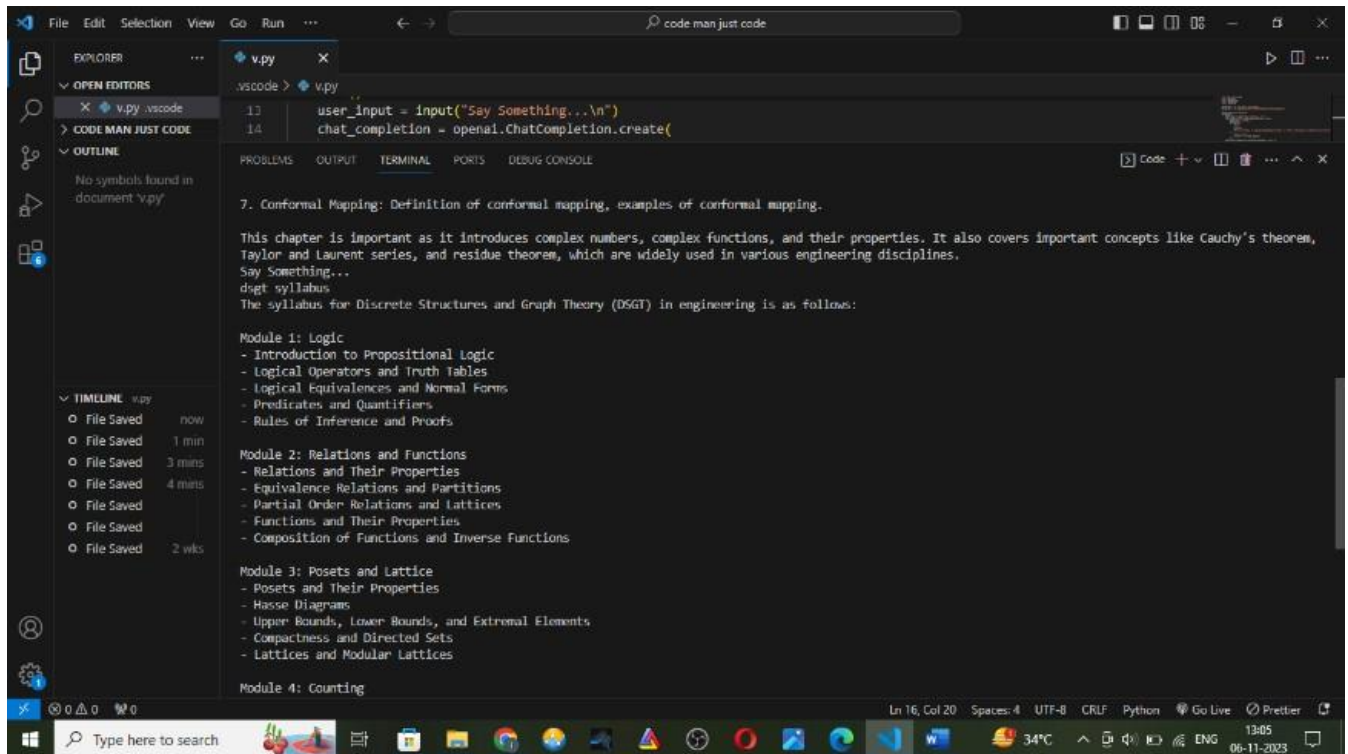 File Edit Selection View Go Run ···
code man just code
EXPLORER ···
OPEN EDITORS
v.py .vscode
CODE MAN JUST CODE
OUTLINE
No symbols found in
document 'v.py'
TIMELINE v.py
File Saved now
File Saved 1 min
File Saved 3 mins
File Saved 4 mins
File Saved
File Saved
File Saved 2 wks
v.py
.vscode > v.py
13 user_input = input("Say Something...\n")
14 chat_completion = openai.ChatCompletion.create(
PROBLEMS OUTPUT TERMINAL PORTS DEBUG CONSOLE
Code
7. Conformal Mapping: Definition of conformal mapping, examples of conformal mapping.
This chapter is important as it introduces complex numbers, complex functions, and their properties. It also covers important concepts like Cauchy's theorem,
Taylor and Laurent series, and residue theorem, which are widely used in various engineering disciplines.
Say Something...
dsgt syllabus
The syllabus for Discrete Structures and Graph Theory (DSGT) in engineering is as follows:
Module 1: Logic
- Introduction to Propositional Logic
- Logical Operators and Truth Tables
- Logical Equivalences and Normal Forms
- Predicates and Quantifiers
- Rules of Inference and Proofs
Module 2: Relations and Functions
- Relations and Their Properties
- Equivalence Relations and Partitions
- Partial Order Relations and Lattices
- Functions and Their Properties
- Composition of Functions and Inverse Functions
Module 3: Posets and Lattice
- Posets and Their Properties
- Hasse Diagrams
- Upper Bounds, Lower Bounds, and Extremal Elements
- Compactness and Directed Sets
- Lattices and Modular Lattices
Module 4: Counting
0 0 0
Ln 16, Col 20 Spaces: 4 UTF-8 CRLF Python Go Live Prettier
Type here to search
34°C ENG 13:05
06-11-2023